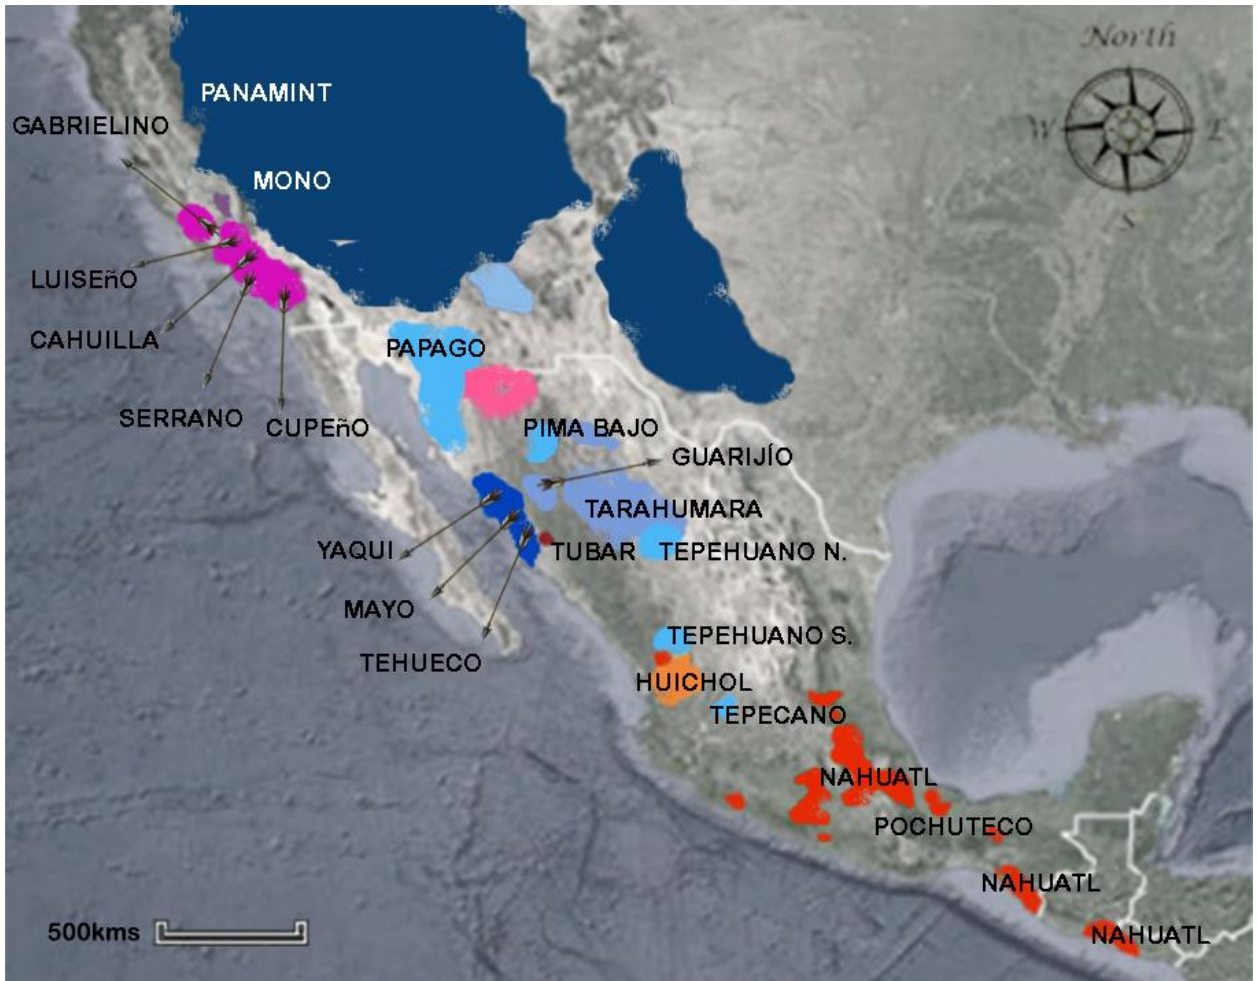 North
PANAMINT
GABRIELINO
W
E
MONO
S
LUISEñO
CAHUILLA
PAPAGO
SERRANO
CUPEñO
PIMA BAJO
GUARIJÍO
TARAHUMARA
YAQUI
TUBAR
TEPEHUANO N.
MAYO
TEHUECO
TEPEHUANO S.
HUICHOL
TEPECANO
NAHUATL
POCHUTECO
NAHUATL
500kms
NAHUATL